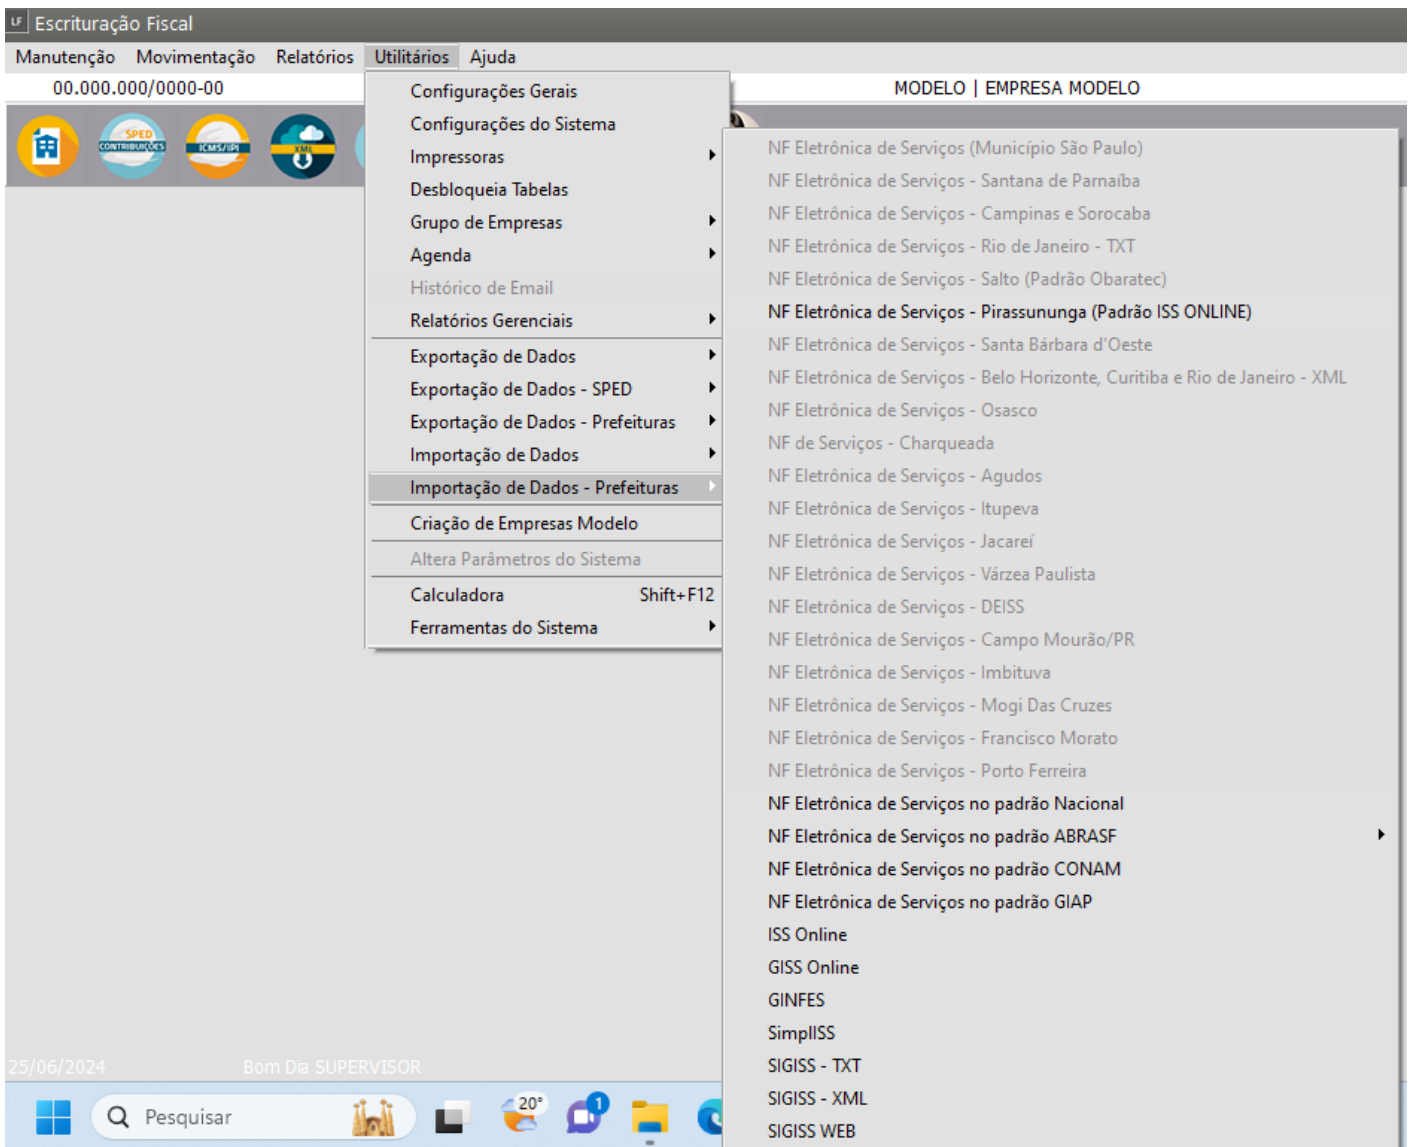 LF Escrituração Fiscal
Manutenção Movimentação Relatórios Utilitários Ajuda
00.000.000/0000-00 MODELO | EMPRESA MODELO
SPED
CONTRIBUIÇÕES
ICMS/IPI
XML
Configurações Gerais
Configurações do Sistema
Impressoras
Desbloqueia Tabelas
Grupo de Empresas
Agenda
Histórico de Email
Relatórios Gerenciais
Exportação de Dados
Exportação de Dados - SPED
Exportação de Dados - Prefeituras
Importação de Dados
Importação de Dados - Prefeituras
Criação de Empresas Modelo
Altera Parâmetros do Sistema
Calculadora Shift+F12
Ferramentas do Sistema
NF Eletrônica de Serviços (Município São Paulo)
NF Eletrônica de Serviços - Santana de Parnaíba
NF Eletrônica de Serviços - Campinas e Sorocaba
NF Eletrônica de Serviços - Rio de Janeiro - TXT
NF Eletrônica de Serviços - Salto (Padrão Obaratec)
NF Eletrônica de Serviços - Pirassununga (Padrão ISS ONLINE)
NF Eletrônica de Serviços - Santa Bárbara d'Oeste
NF Eletrônica de Serviços - Belo Horizonte, Curitiba e Rio de Janeiro - XML
NF Eletrônica de Serviços - Osasco
NF de Serviços - Charqueada
NF Eletrônica de Serviços - Agudos
NF Eletrônica de Serviços - Itupeva
NF Eletrônica de Serviços - Jacareí
NF Eletrônica de Serviços - Várzea Paulista
NF Eletrônica de Serviços - DEISS
NF Eletrônica de Serviços - Campo Mourão/PR
NF Eletrônica de Serviços - Imbituva
NF Eletrônica de Serviços - Mogi Das Cruzes
NF Eletrônica de Serviços - Francisco Morato
NF Eletrônica de Serviços - Porto Ferreira
NF Eletrônica de Serviços no padrão Nacional
NF Eletrônica de Serviços no padrão ABRASF
NF Eletrônica de Serviços no padrão CONAM
NF Eletrônica de Serviços no padrão GIAP
ISS Online
GISS Online
GINFES
SimplISS
SIGISS - TXT
SIGISS - XML
SIGISS WEB
25/06/2024 Bom Dia SUPERVISOR
Pesquisar 20° 1